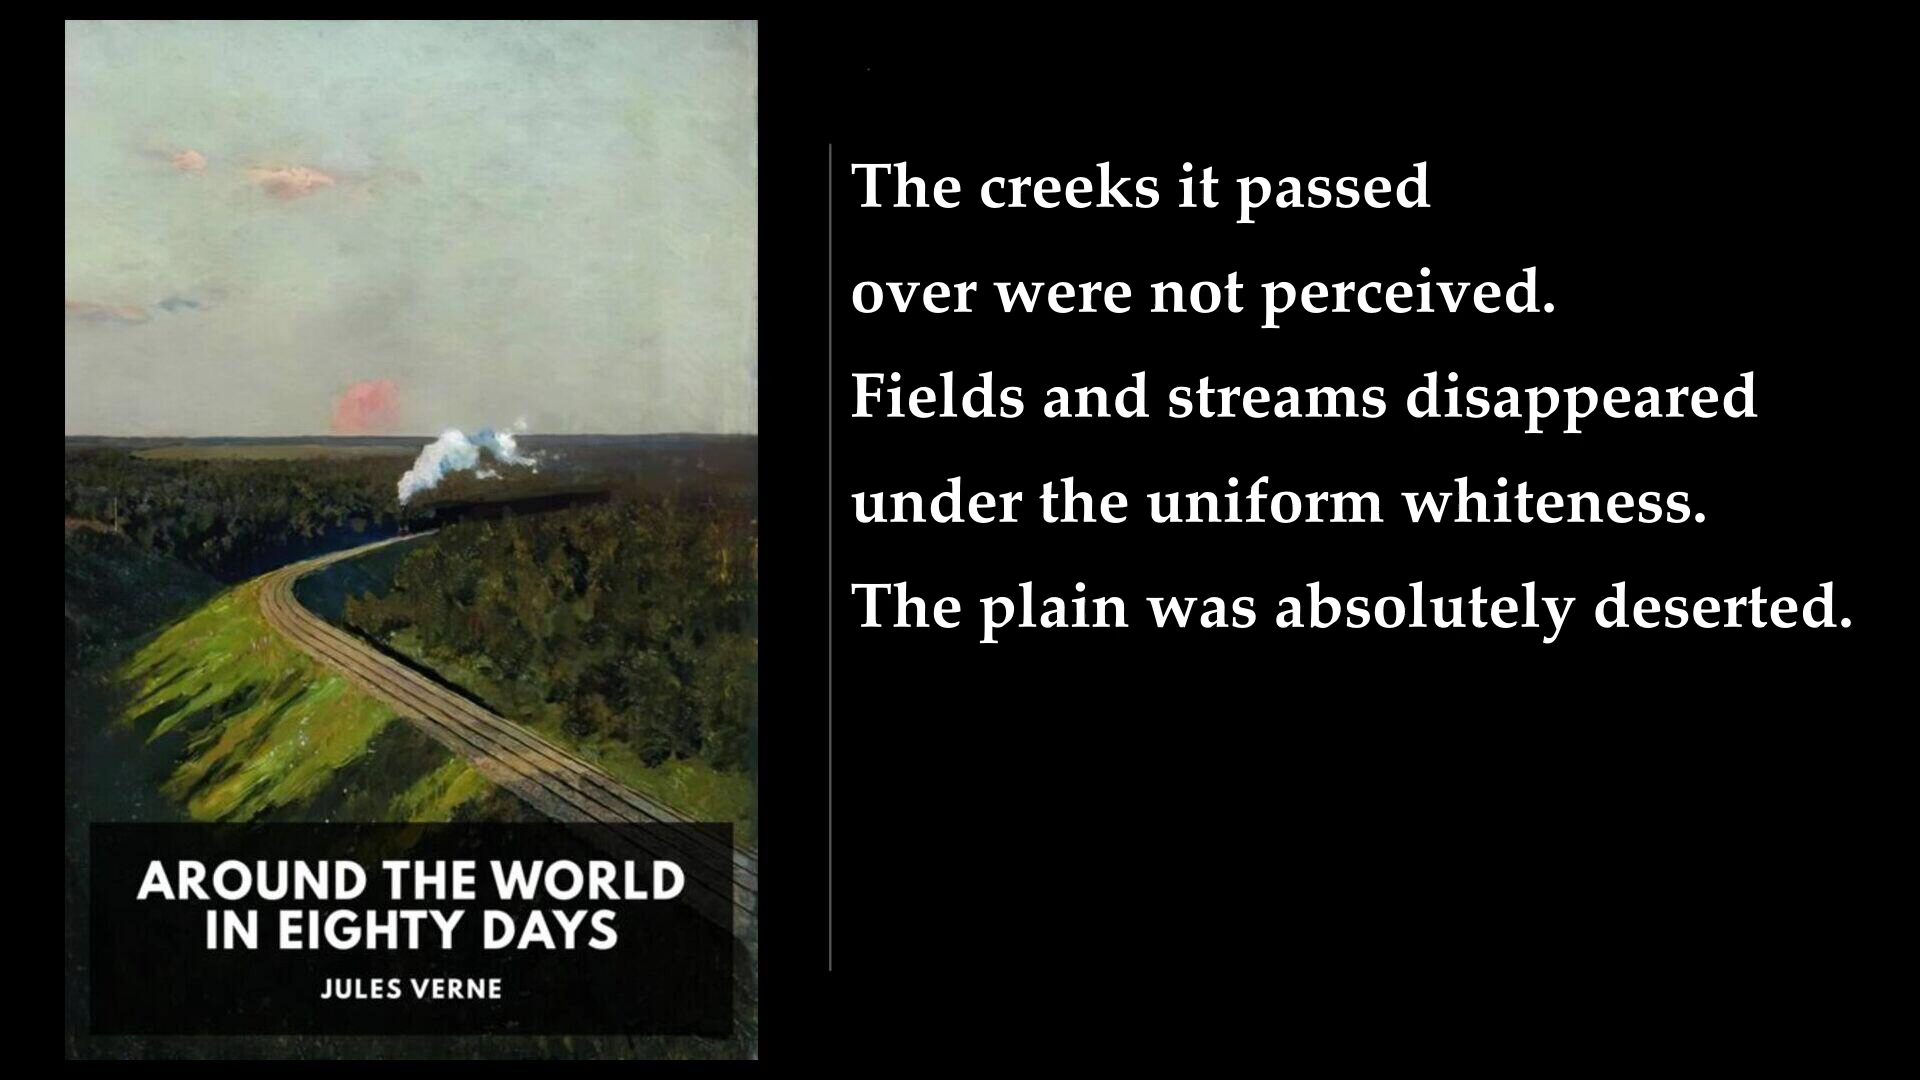 The creeks it passed
over were not perceived.
Fields and streams disappeared
under the uniform whiteness.
The plain was absolutely deserted.
AROUND THE WORLD
IN EIGHTY DAYS
JULES VERNE